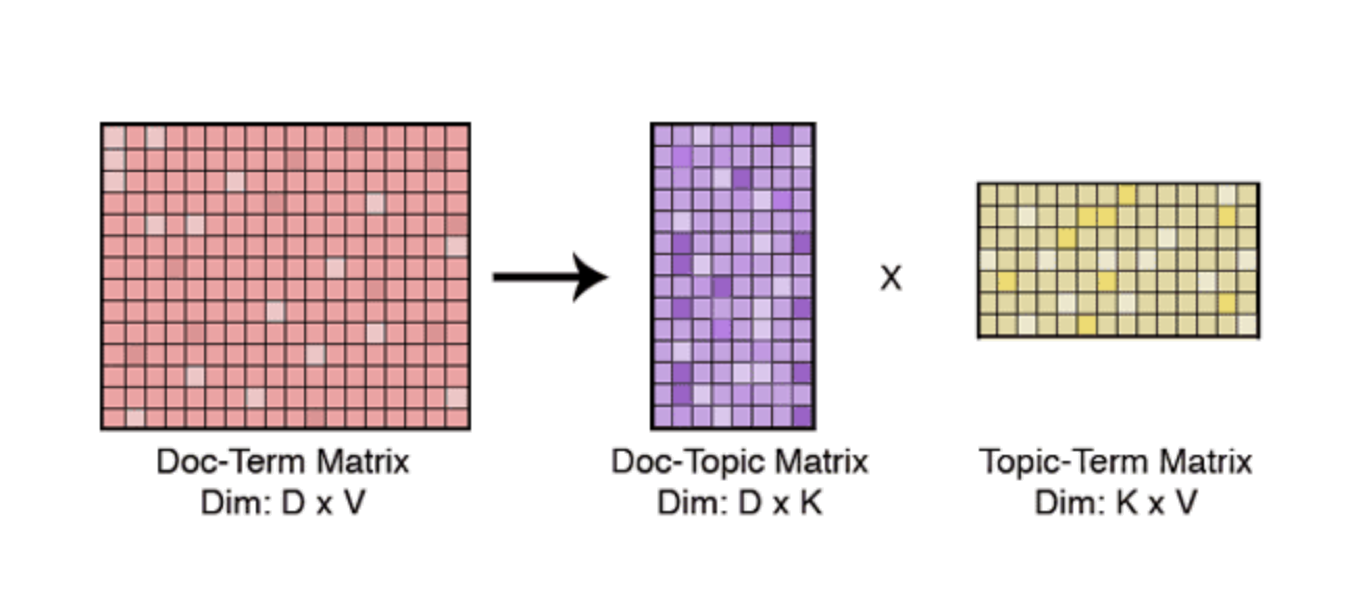 x
Doc-Term Matrix
Dim: D x V
Doc-Topic Matrix
Dim: D x K
Topic-Term Matrix
Dim: K x V